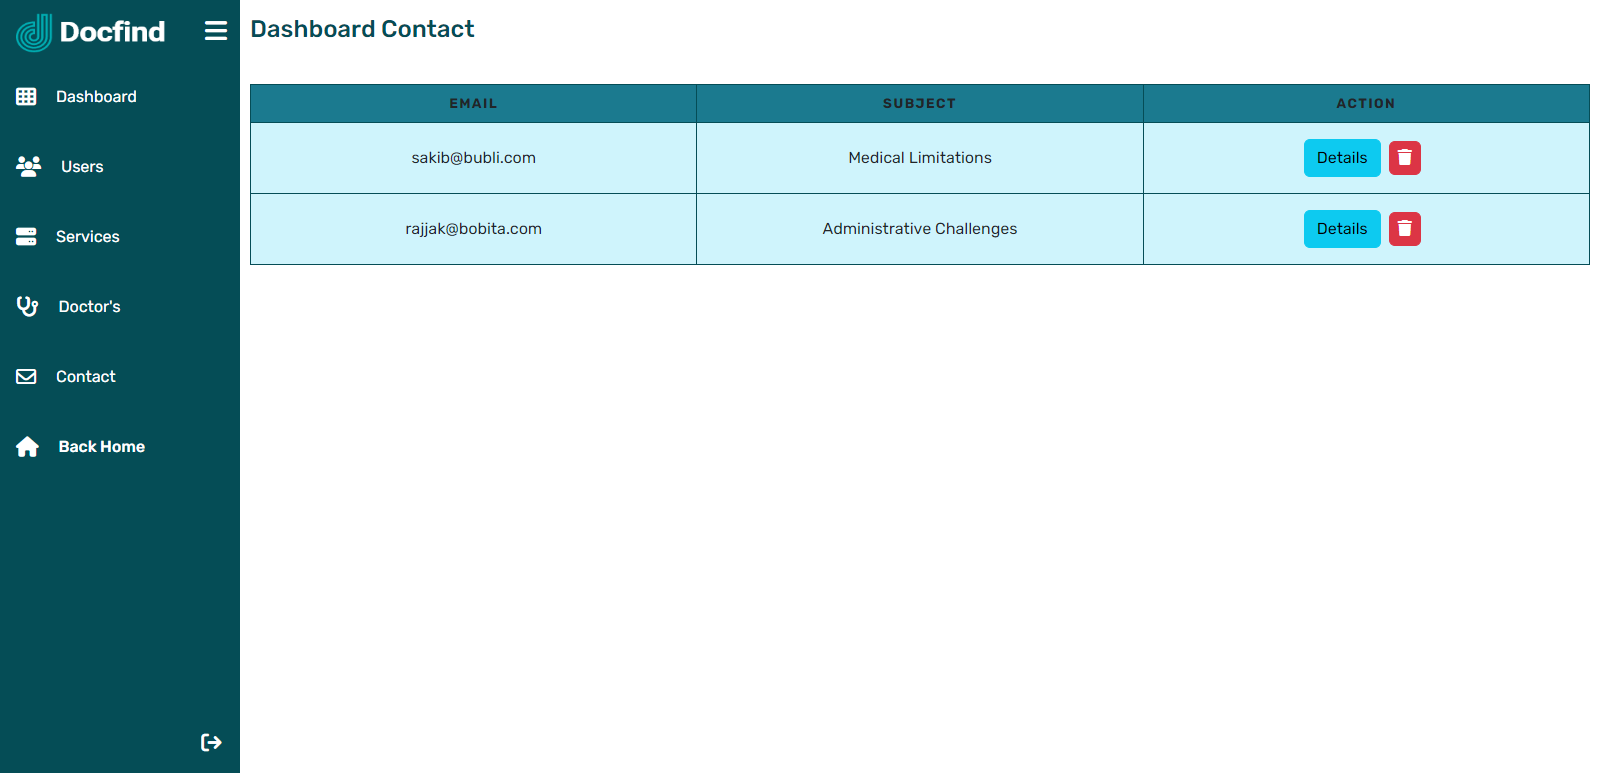 Docfind
Dashboard
Users
Services
Doctor's
Contact
Back Home
Dashboard Contact
EMAIL SUBJECT ACTION
sakib@bubli.com Medical Limitations Details
rajjak@bobita.com Administrative Challenges Details